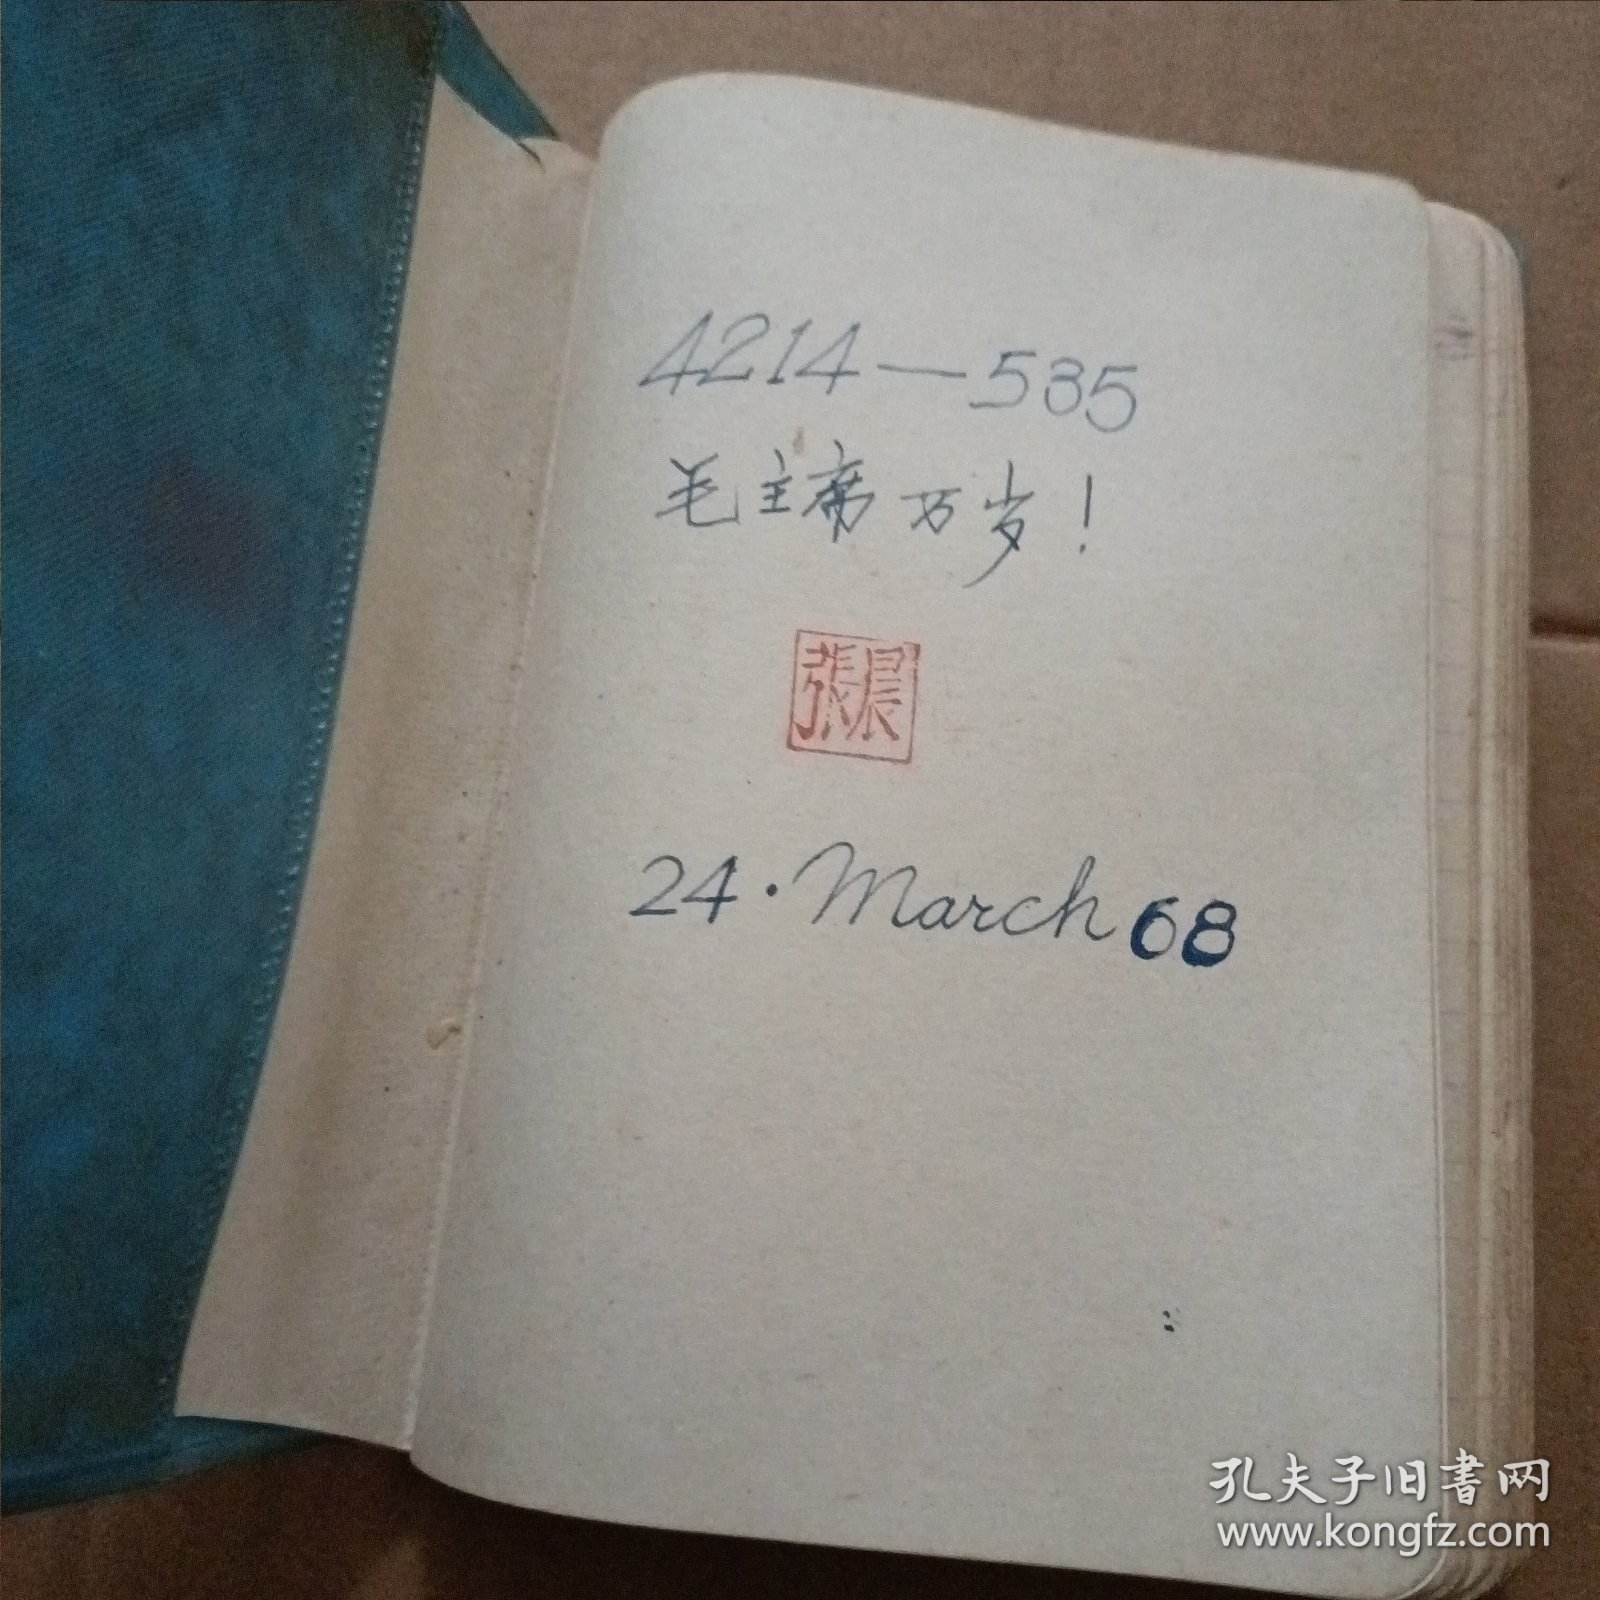 4214—535
毛主席万岁！
張晨
24·March 68
孔夫子旧书网
www.kongfz.com